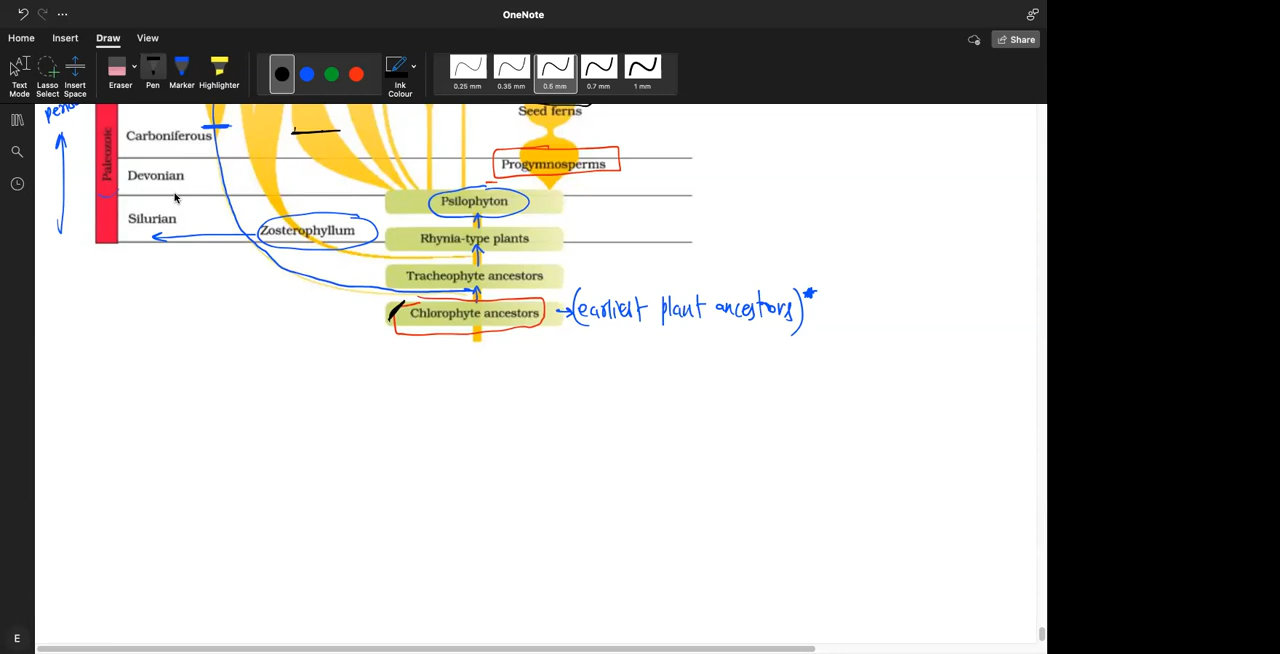 OneNote
Home Insert Draw View
Share
Text Mode
Lasso Select
Insert Space
Eraser
Pen
Marker
Highlighter
Ink Colour
0.25 mm
0.35 mm
0.5 mm
0.7 mm
1 mm
Seed ferns
Paleozoic
Carboniferous
Progymnosperms
Devonian
Psilophyton
Silurian
Zosterophyllum
Rhynia-type plants
Tracheophyte ancestors
Chlorophyte ancestors
(earliest plant ancestors)*
E